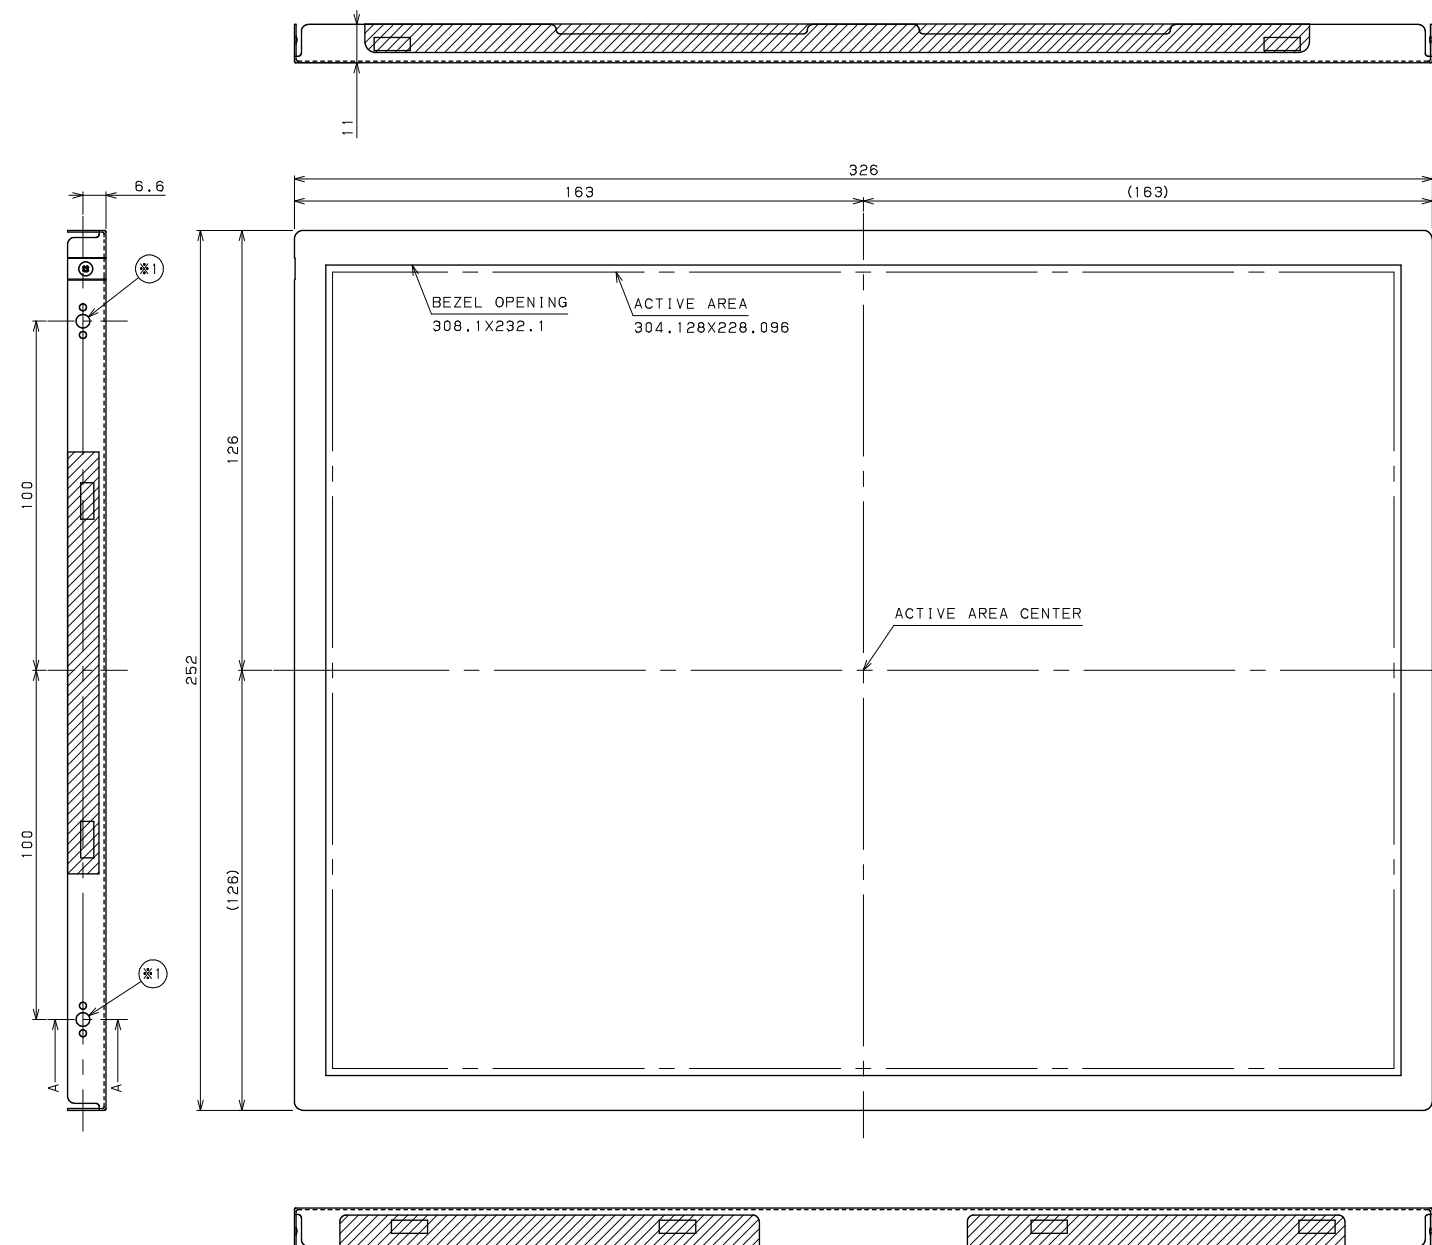 11
326
163
(163)
6.6
※1
BEZEL OPENING
308.1X232.1
ACTIVE AREA
304.128X228.096
126
100
ACTIVE AREA CENTER
252
100
(126)
※1
A
A